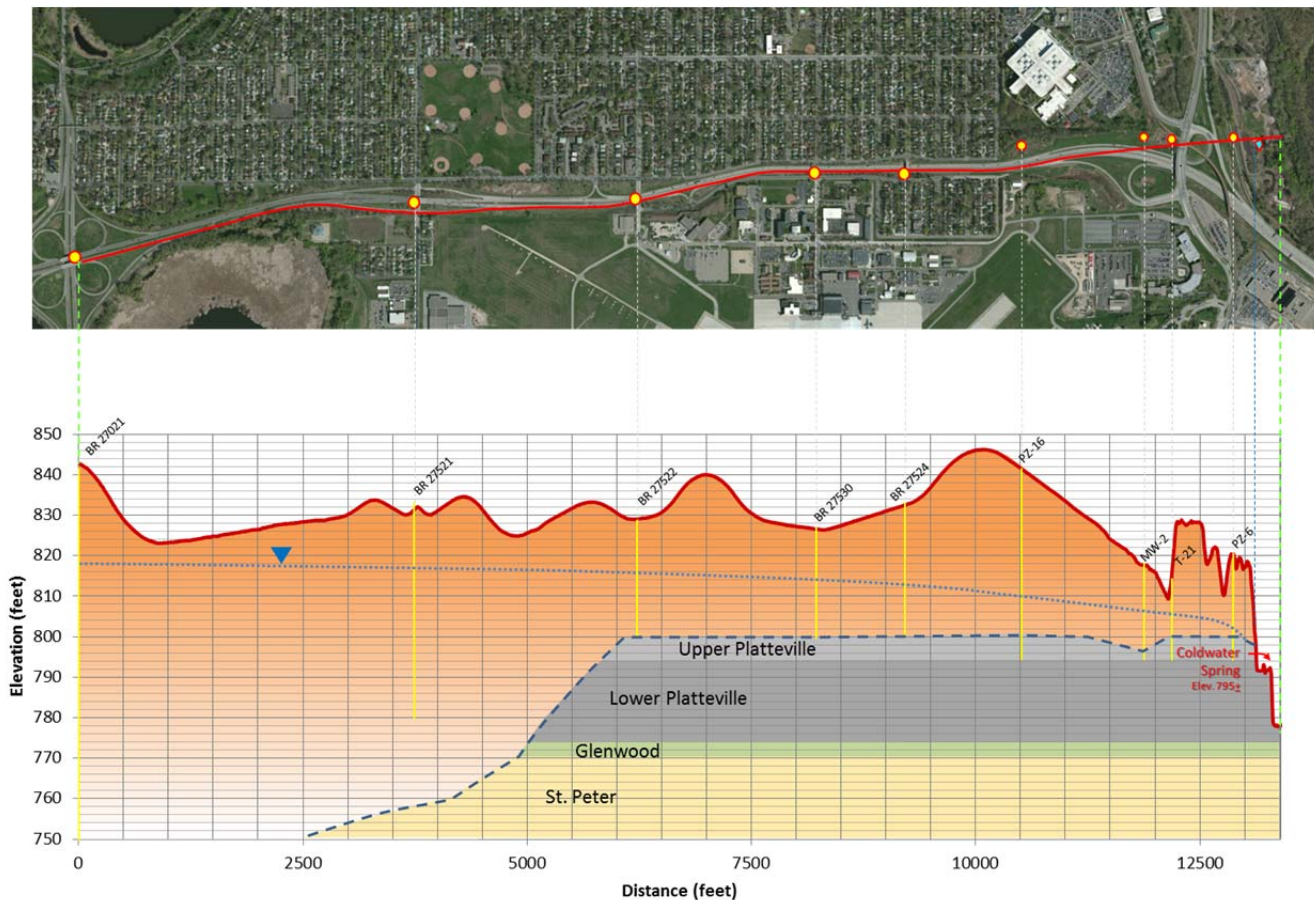 BR 27021
BR 27521
BR 27522
BR 27530
BR 27524
PZ-16
MW-2
T-21
PZ-6
850
840
830
820
810
800
790
780
770
760
750
Elevation (feet)
Upper Platteville
Lower Platteville
Glenwood
St. Peter
Coldwater
Spring
Elev. 795±
0
2500
5000
7500
10000
12500
Distance (feet)